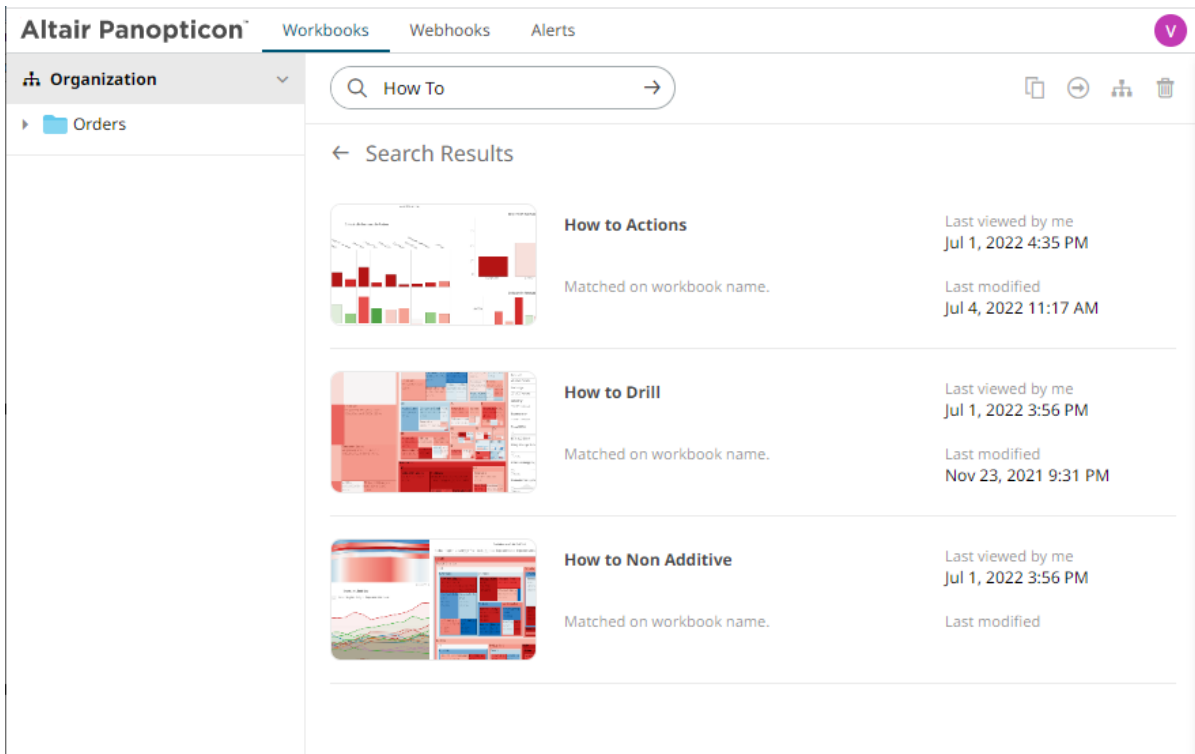 Altair Panopticon™
Workbooks Webhooks Alerts
V
Organization
Orders
How To
Search Results
How to Actions
Matched on workbook name.
Last viewed by me
Jul 1, 2022 4:35 PM
Last modified
Jul 4, 2022 11:17 AM
How to Drill
Matched on workbook name.
Last viewed by me
Jul 1, 2022 3:56 PM
Last modified
Nov 23, 2021 9:31 PM
How to Non Additive
Matched on workbook name.
Last viewed by me
Jul 1, 2022 3:56 PM
Last modified